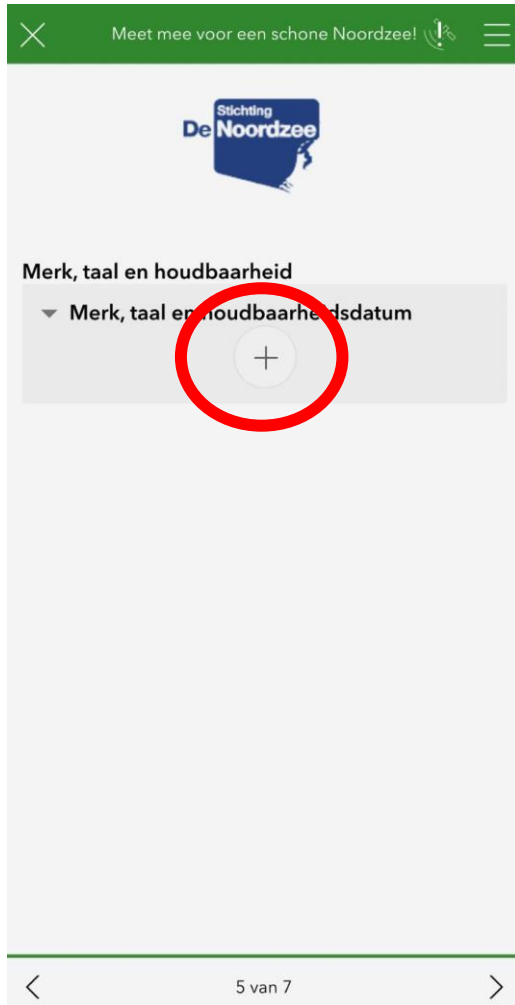 Meet mee voor een schone Noordzee!
Stichting
De Noordzee
Merk, taal en houdbaarheid
Merk, taal en houdbaarheidsdatum
5 van 7